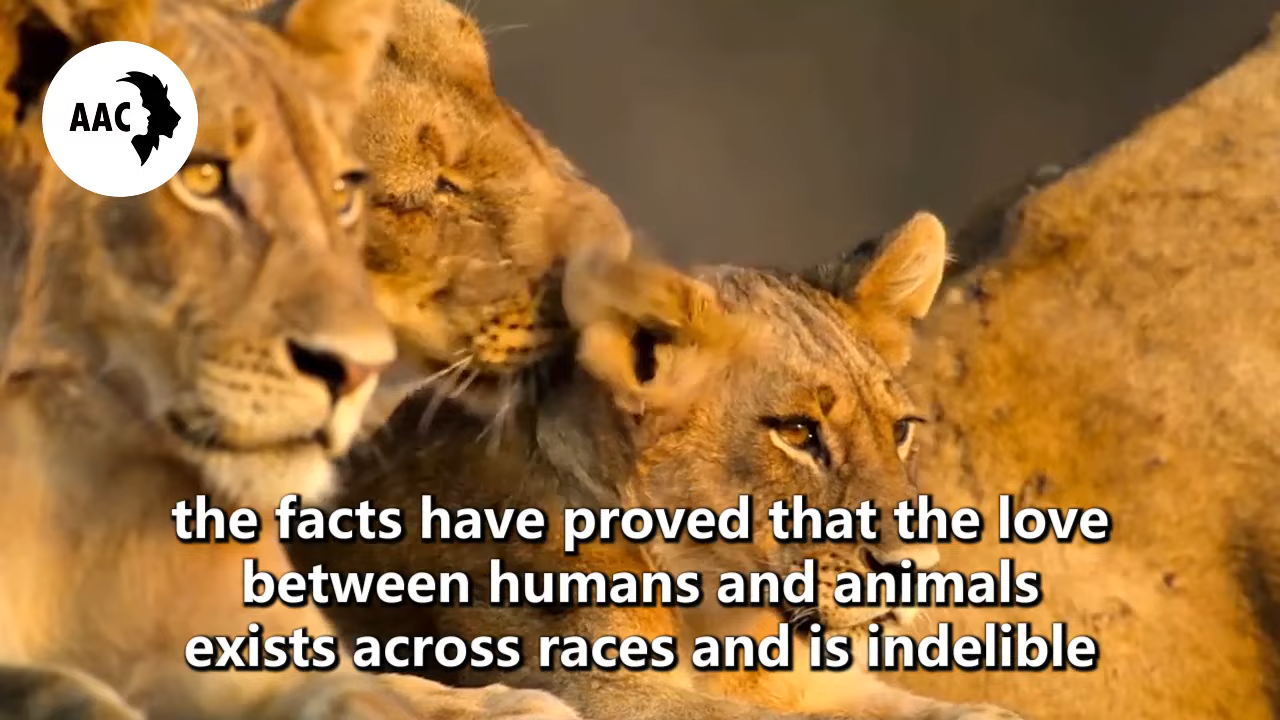 AAC
the facts have proved that the love
between humans and animals
exists across races and is indelible